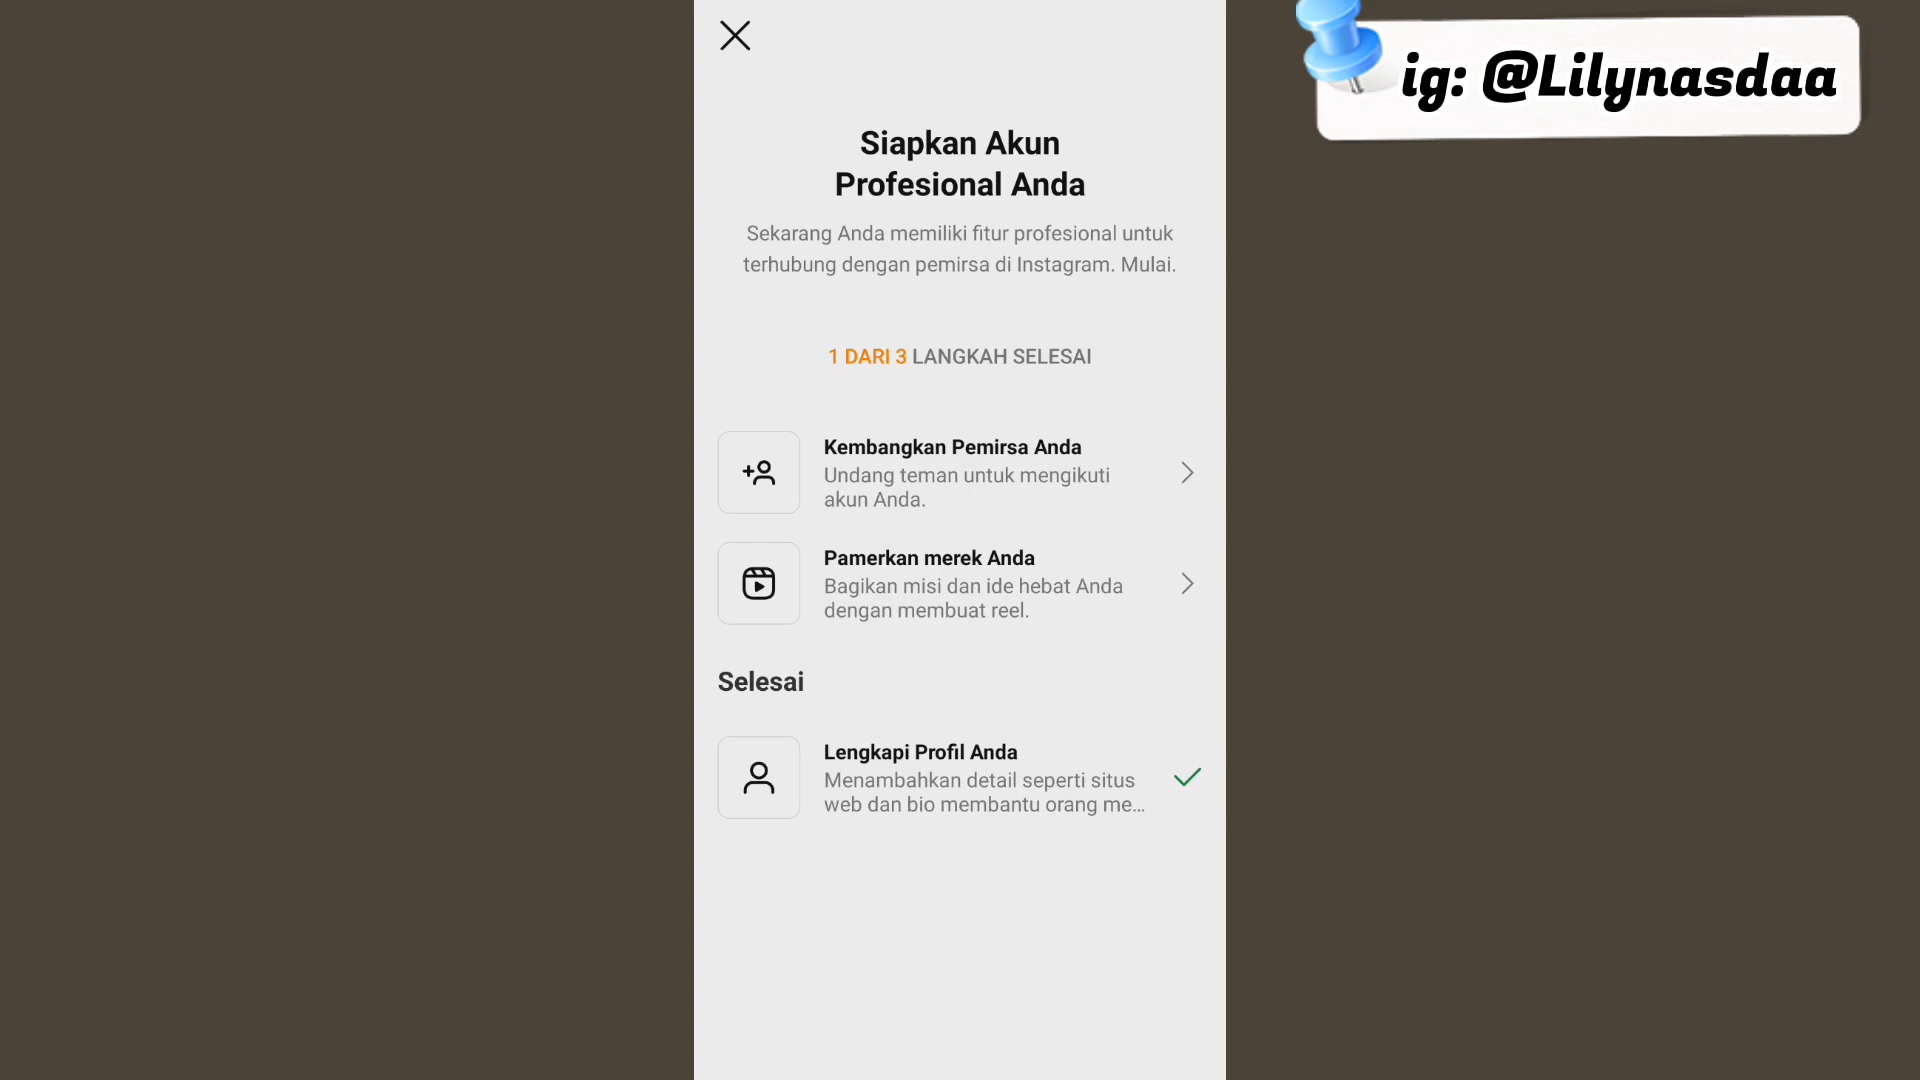 ig: @Lilynasdaa
Siapkan Akun
Profesional Anda
Sekarang Anda memiliki fitur profesional untuk
terhubung dengan pemirsa di Instagram. Mulai.
1 DARI 3 LANGKAH SELESAI
Kembangkan Pemirsa Anda
Undang teman untuk mengikuti
akun Anda.
Pamerkan merek Anda
Bagikan misi dan ide hebat Anda
dengan membuat reel.
Selesai
Lengkapi Profil Anda
Menambahkan detail seperti situs
web dan bio membantu orang me...